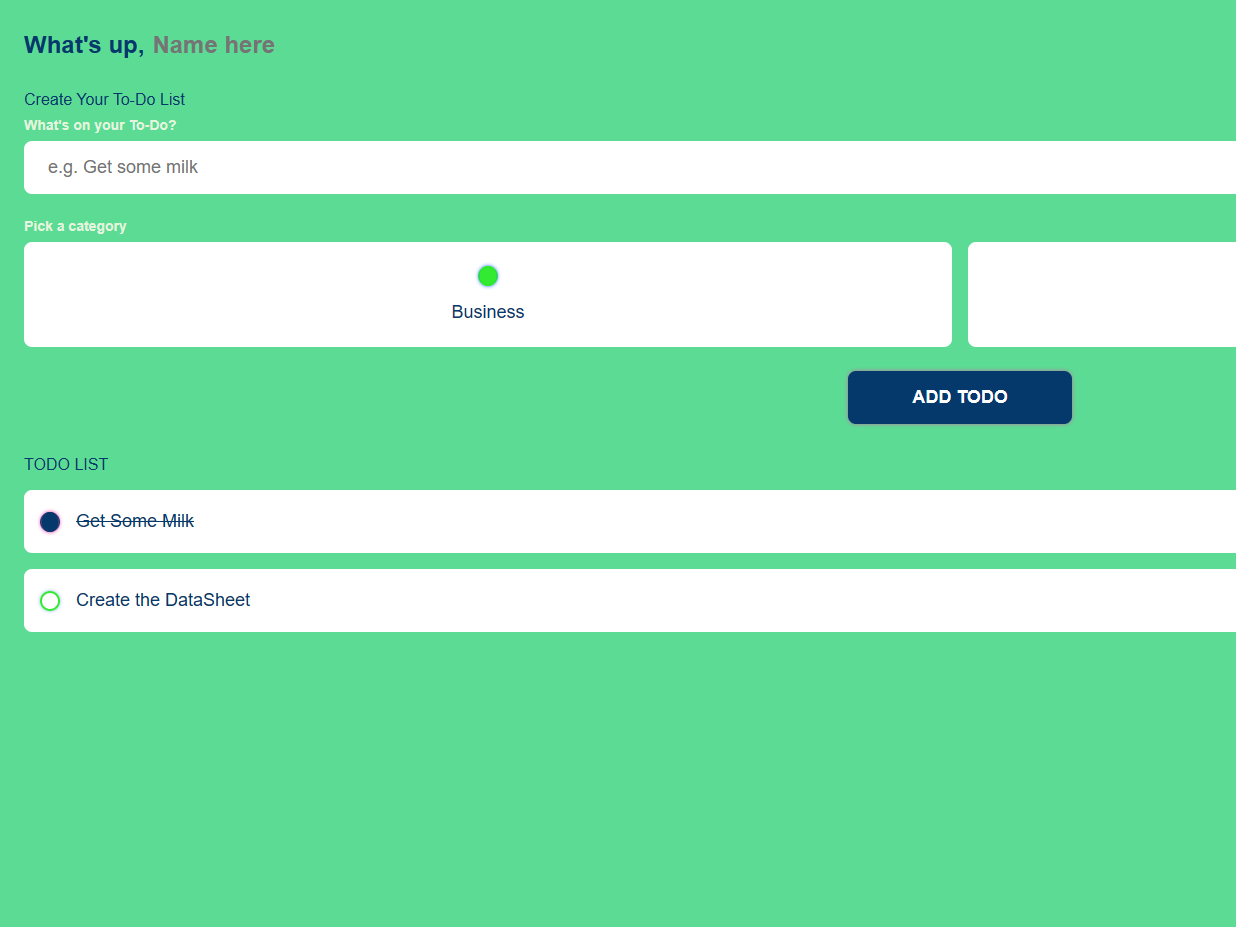 What's up, Name here
Create Your To-Do List
What's on your To-Do?
e.g. Get some milk
Pick a category
Business
ADD TODO
TODO LIST
Get Some Milk
Create the DataSheet